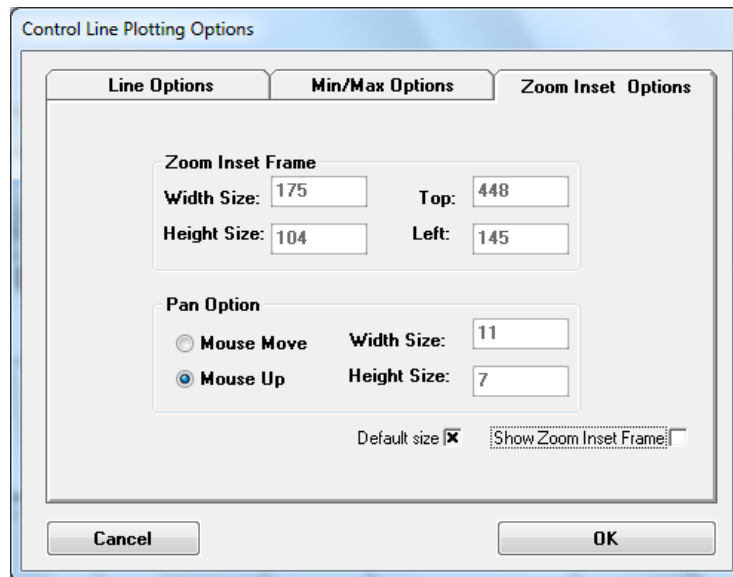 Control Line Plotting Options
Line Options Min/Max Options Zoom Inset Options
Zoom Inset Frame
Width Size: 175 Top: 448
Height Size: 104 Left: 145
Pan Option
Mouse Move Width Size: 11
Mouse Up Height Size: 7
Default size Show Zoom Inset Frame
Cancel OK